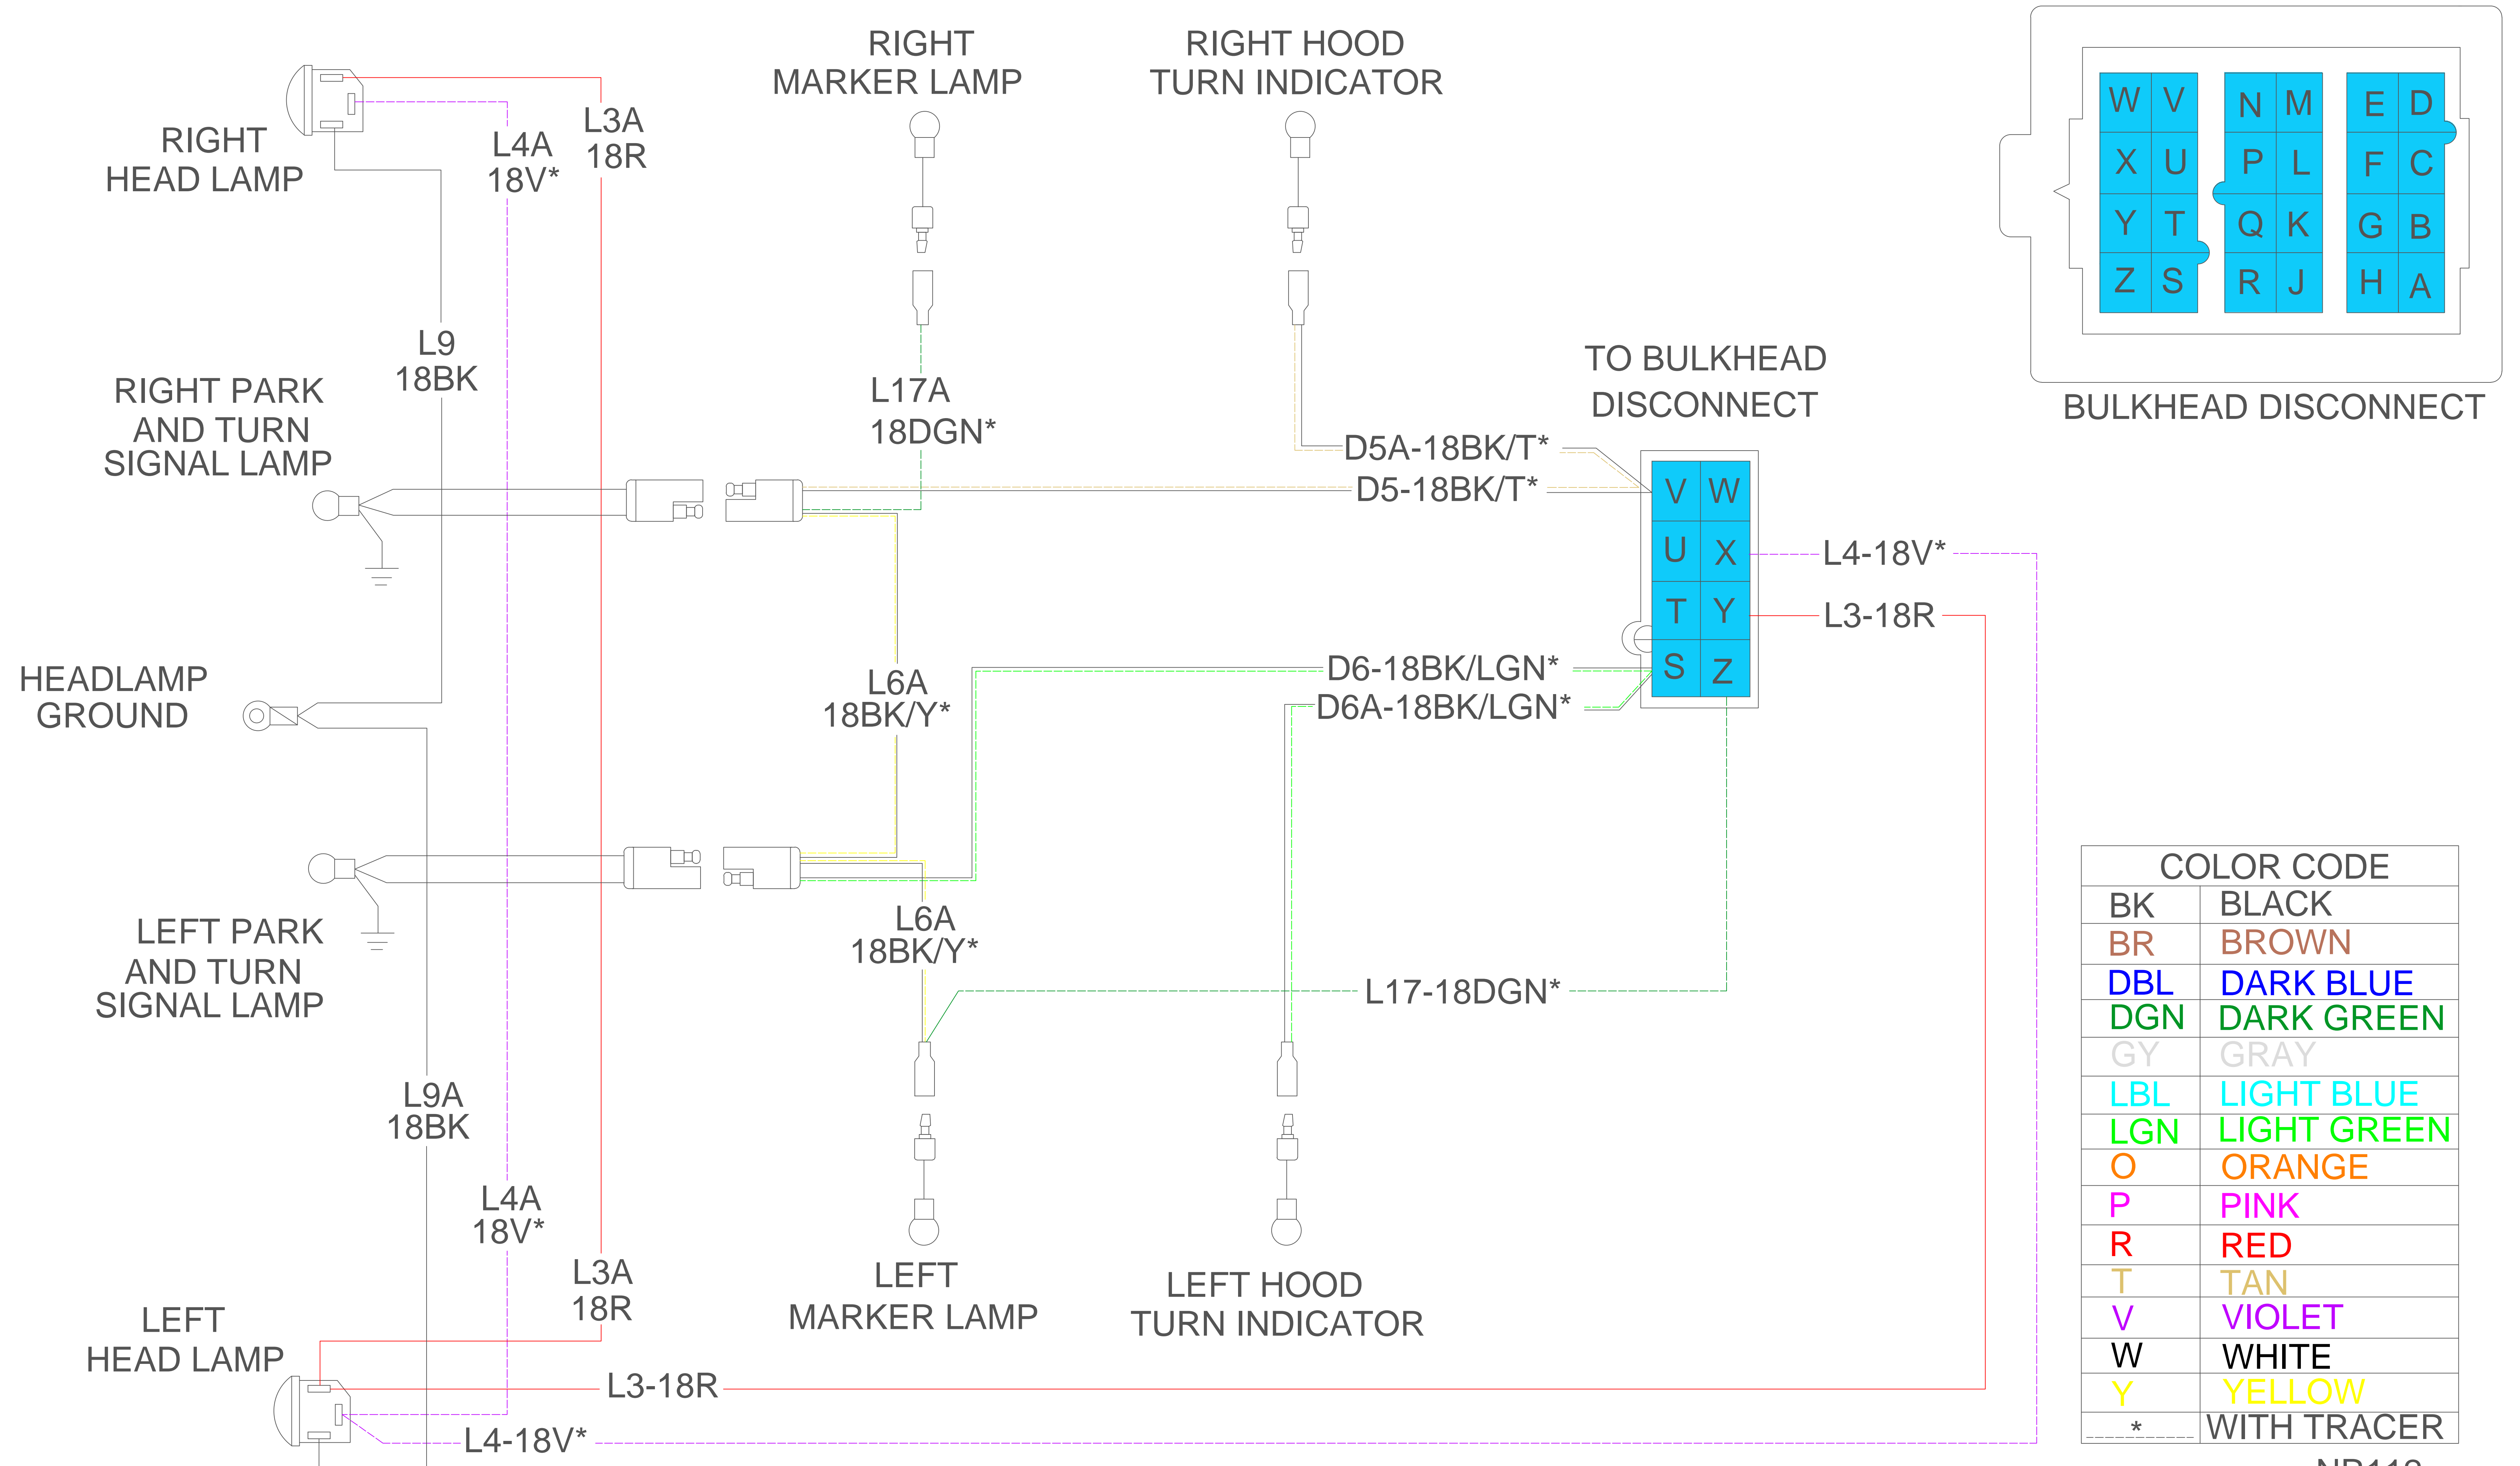 RIGHT
MARKER LAMP
RIGHT HOOD
TURN INDICATOR
RIGHT
HEAD LAMP
L4A
18V*
L3A
18R
W V N M E D
X U P L F C
Y T Q K G B
Z S R J H A
BULKHEAD DISCONNECT
L9
18BK
RIGHT PARK
AND TURN
SIGNAL LAMP
L17A
18DGN*
TO BULKHEAD
DISCONNECT
D5A-18BK/T*
D5-18BK/T*
V W
U X
T Y
S Z
L4-18V*
L3-18R
HEADLAMP
GROUND
L6A
18BK/Y*
D6-18BK/LGN*
D6A-18BK/LGN*
LEFT PARK
AND TURN
SIGNAL LAMP
L6A
18BK/Y*
L17-18DGN*
L9A
18BK
L4A
18V*
L3A
18R
LEFT
MARKER LAMP
LEFT HOOD
TURN INDICATOR
LEFT
HEAD LAMP
L3-18R
L4-18V*
COLOR CODE
BK BLACK
BR BROWN
DBL DARK BLUE
DGN DARK GREEN
GY GRAY
LBL LIGHT BLUE
LGN LIGHT GREEN
O ORANGE
P PINK
R RED
T TAN
V VIOLET
W WHITE
Y YELLOW
* WITH TRACER